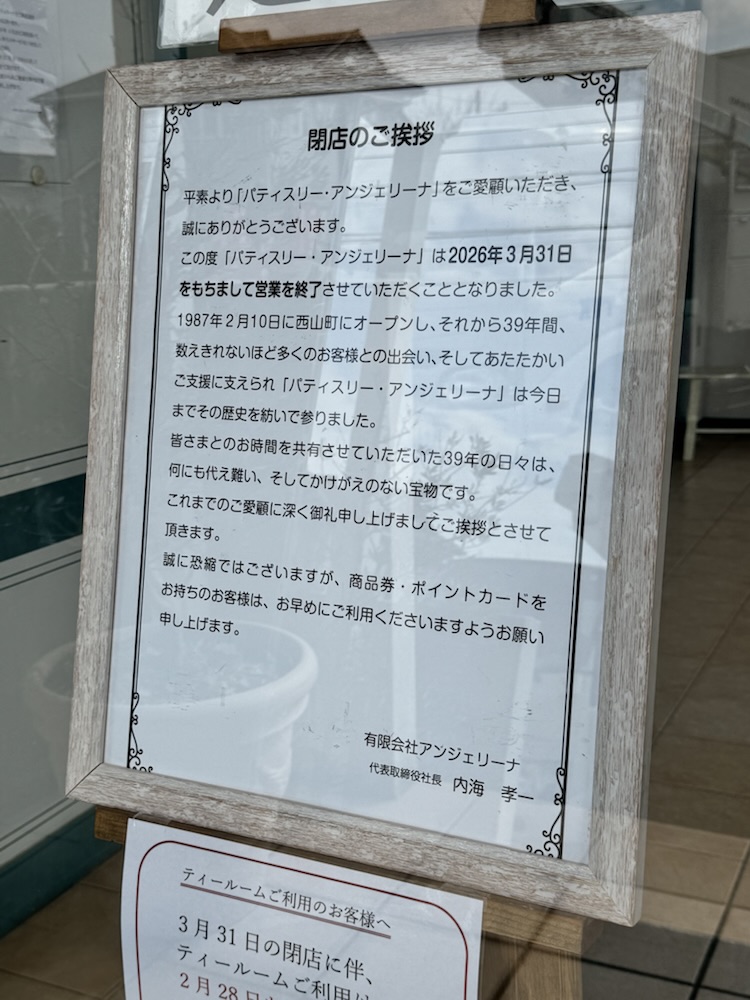 閉店のご挨拶
平素より「パティスリー・アンジェリーナ」をご愛顧いただき、
誠にありがとうございます。
この度「パティスリー・アンジェリーナ」は2026年3月31日
をもちまして営業を終了させていただくこととなりました。
1987年2月10日に西山町にオープンし、それから39年間、
数えきれないほど多くのお客様との出会い、そしてあたたかい
ご支援に支えられ「パティスリー・アンジェリーナ」は今日
までその歴史を紡いで参りました。
皆さまとのお時間を共有させていただいた39年の日々は、
何にも代え難い、そしてかけがえのない宝物です。
これまでのご愛顧に深く御礼申し上げましてご挨拶とさせて
頂きます。
誠に恐縮ではございますが、商品券・ポイントカードを
お持ちのお客様は、お早めにご利用くださいますようお願い
申し上げます。
有限会社アンジェリーナ
代表取締役社長 内海 孝一
ティールームご利用のお客様へ
3月31日の閉店に伴、
ティールームご利用は
2月28日